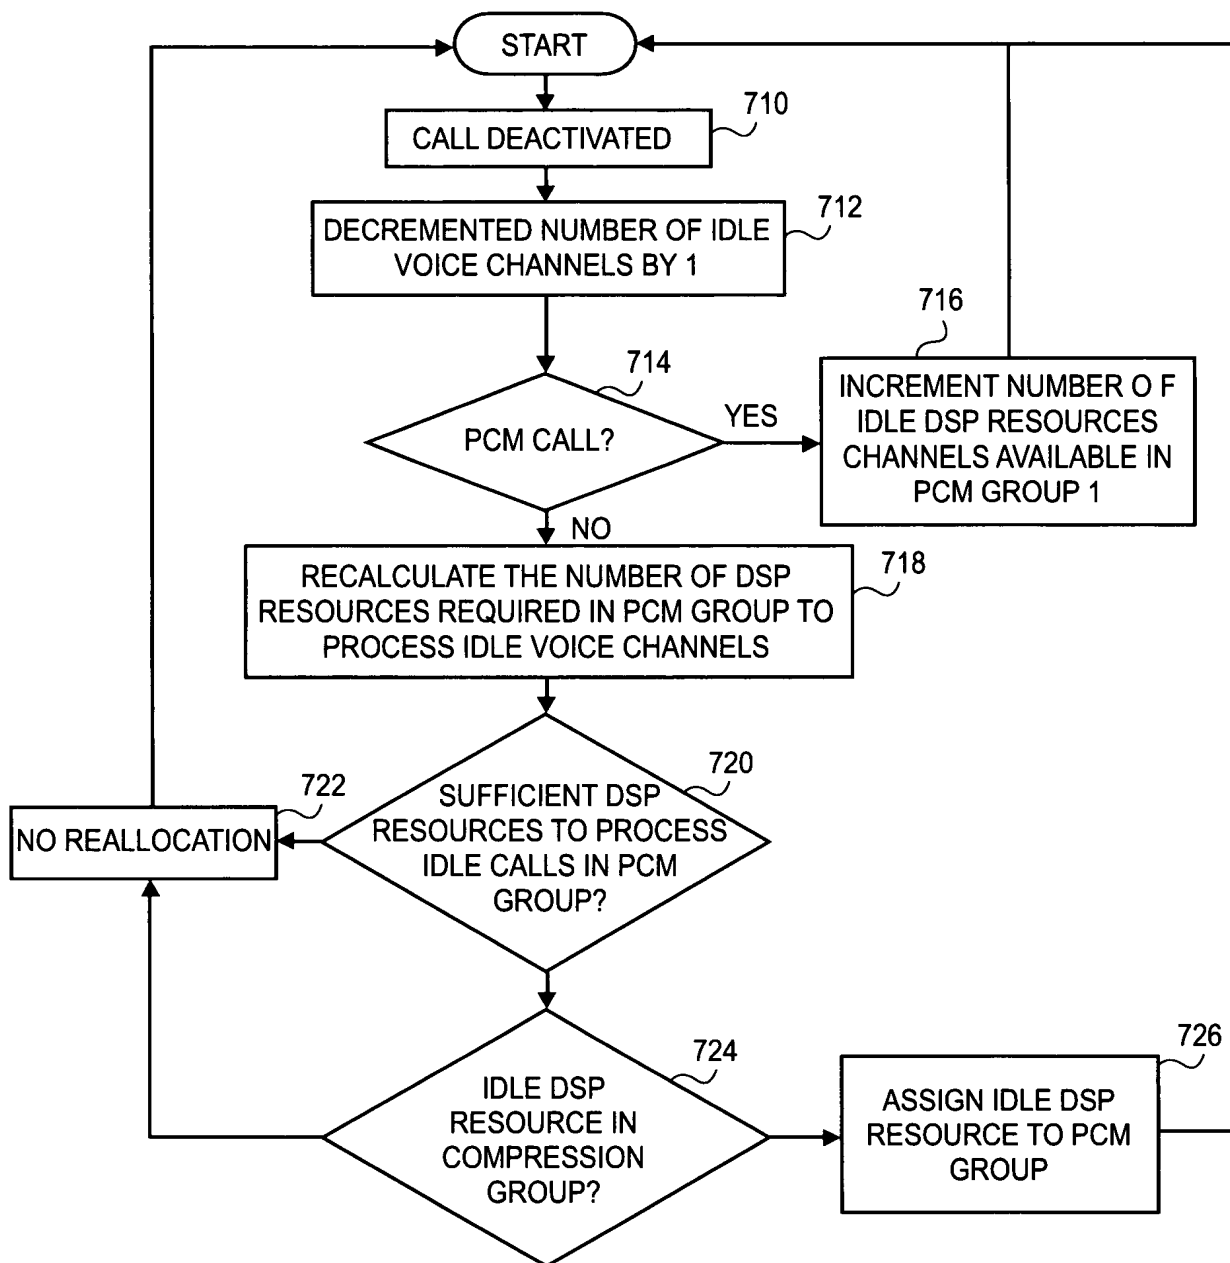 START
710
CALL DEACTIVATED
712
DECREMENTED NUMBER OF IDLE
VOICE CHANNELS BY 1
714
PCM CALL?
YES
716
INCREMENT NUMBER O F
IDLE DSP RESOURCES
CHANNELS AVAILABLE IN
PCM GROUP 1
NO
718
RECALCULATE THE NUMBER OF DSP
RESOURCES REQUIRED IN PCM GROUP TO
PROCESS IDLE VOICE CHANNELS
720
SUFFICIENT DSP
RESOURCES TO PROCESS
IDLE CALLS IN PCM
GROUP?
722
NO REALLOCATION
724
IDLE DSP
RESOURCE IN
COMPRESSION
GROUP?
726
ASSIGN IDLE DSP
RESOURCE TO PCM
GROUP